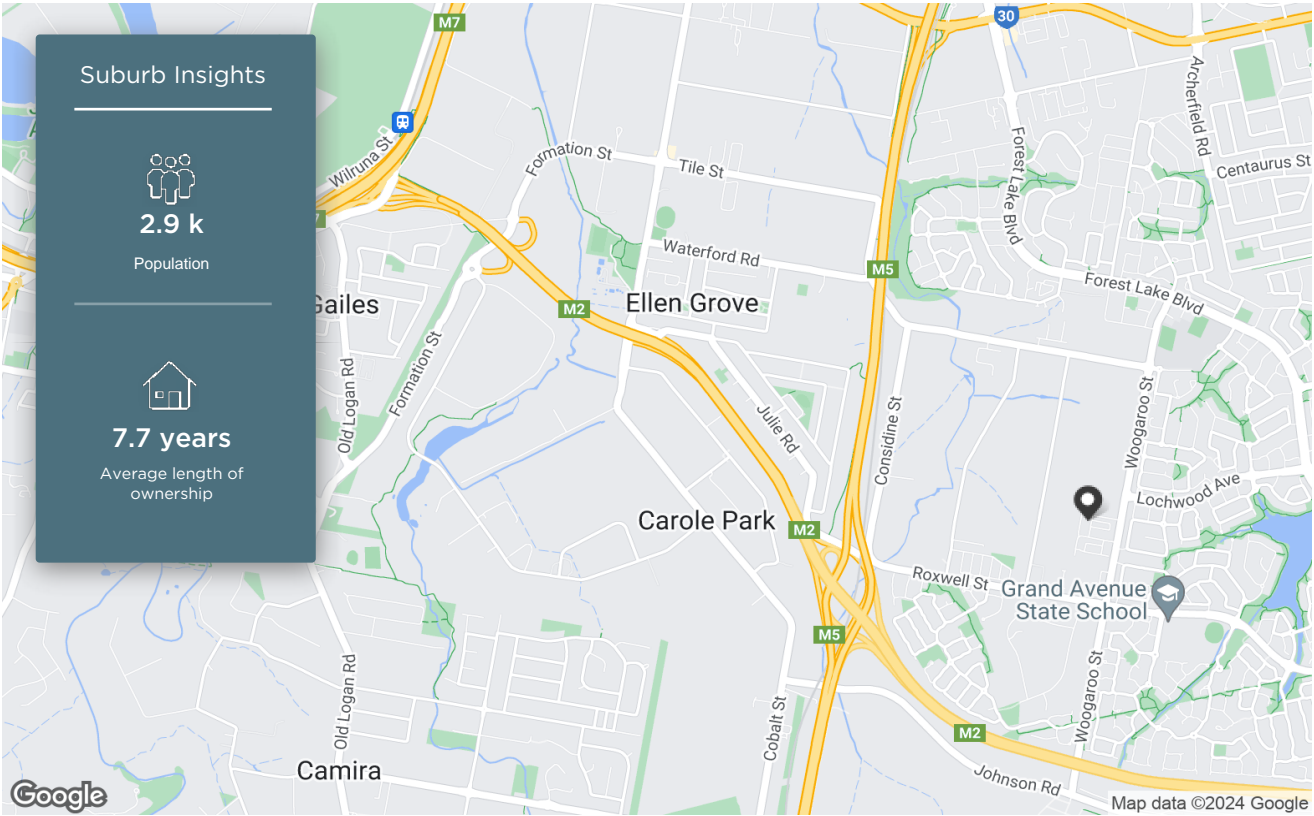 Suburb Insights
2.9 k
Population
7.7 years
Average length of
ownership
M7
30
Archerfield Rd
Wilruna St
Formation St
Tile St
Forest Lake Blvd
Centaurus St
7
Waterford Rd
M5
Forest Lake Blvd
Gailes
M2
Ellen Grove
Old Logan Rd
Formation St
Julie Rd
Considine St
Woogaroo St
Lochwood Ave
Carole Park
M2
Roxwell St
Grand Avenue
State School
M5
Old Logan Rd
Cobalt St
Woogaroo St
M2
Camira
Johnson Rd
Google
Map data ©2024 Google